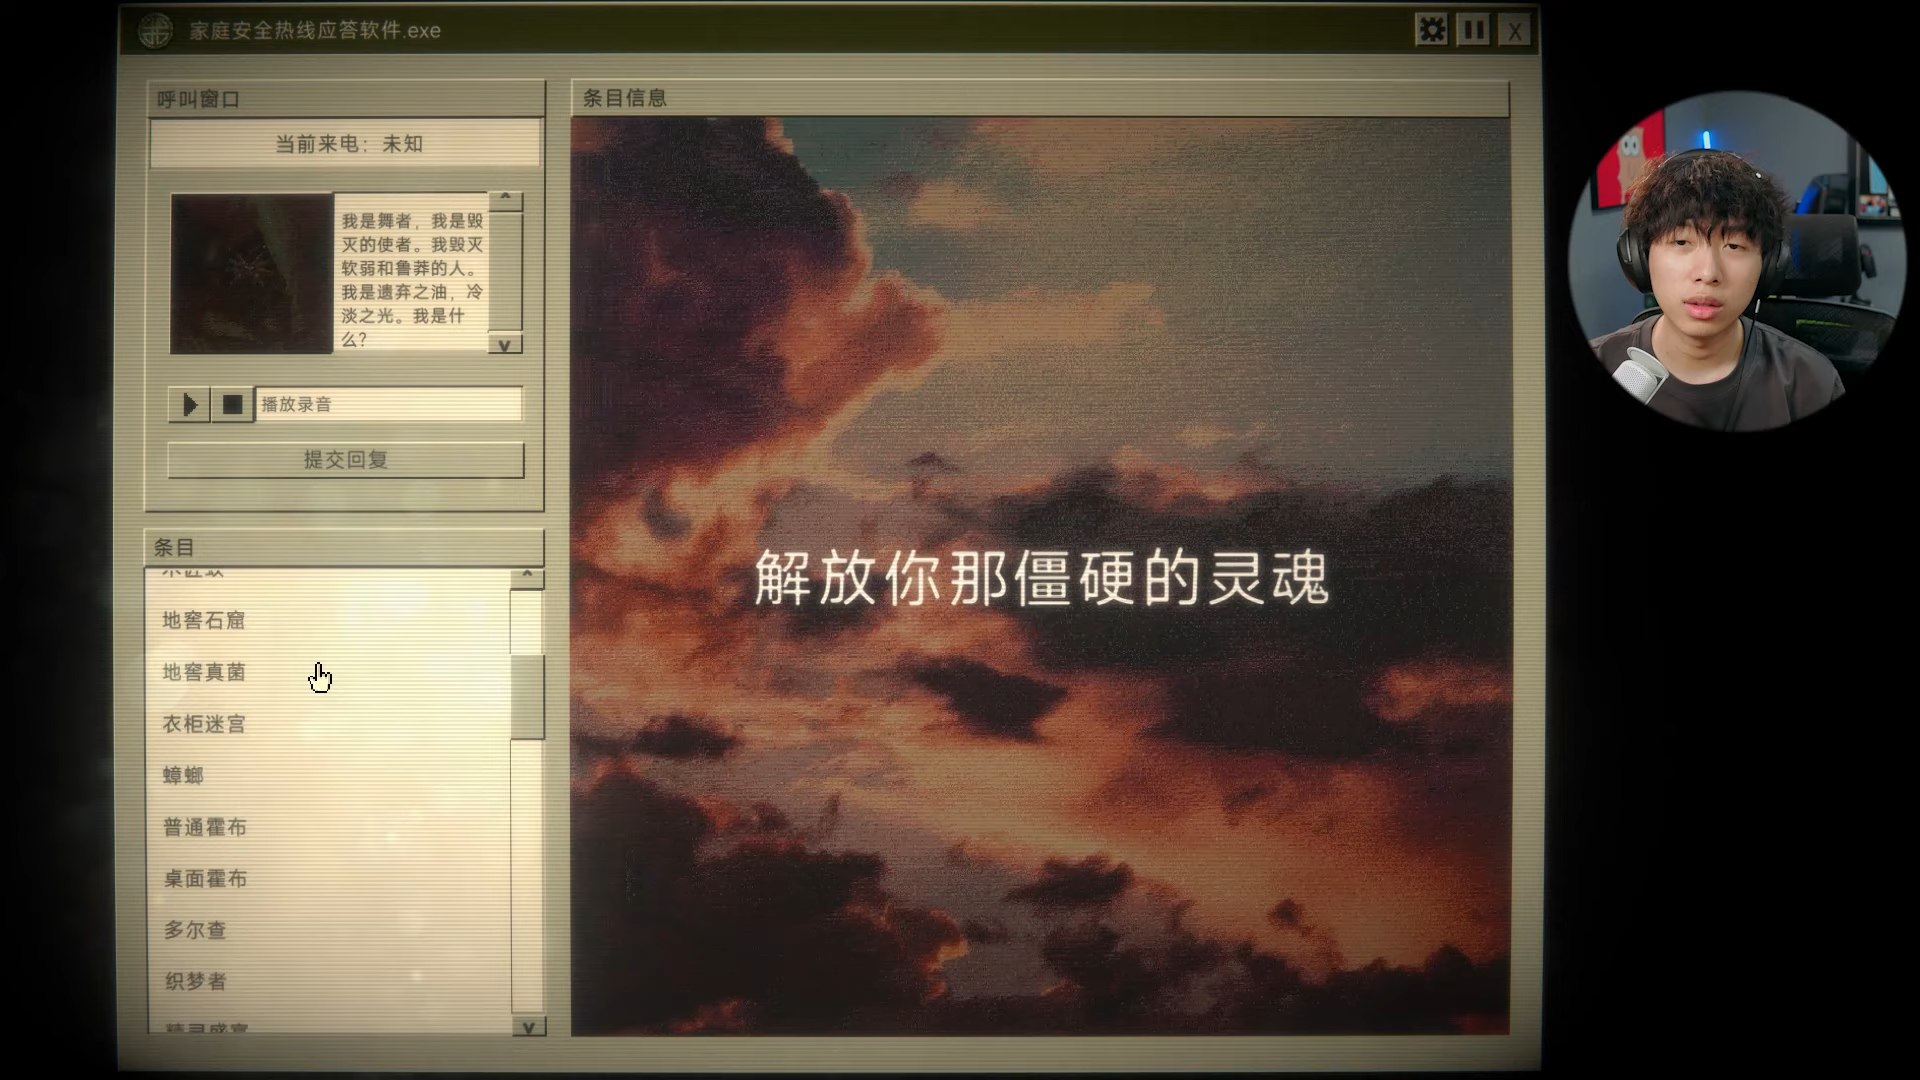 家庭安全热线应答软件.exe
X
呼叫窗口
当前来电：未知
我是舞者，我是毁
灭的使者。我毁灭
软弱和鲁莽的人。
我是遗弃之油，冷
淡之光。我是什
么？
播放录音
提交回复
条目
地窖石窟
地窖真菌
衣柜迷宫
蟑螂
普通霍布
桌面霍布
多尔查
织梦者
条目信息
解放你那僵硬的灵魂